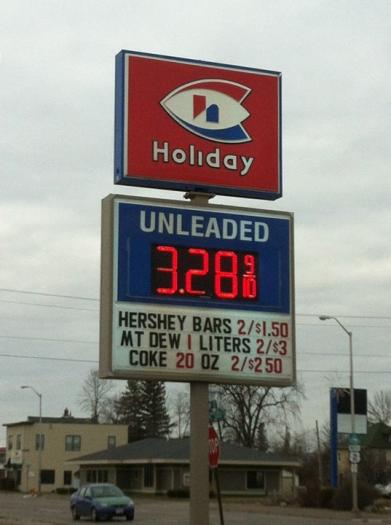 Holiday
UNLEADED
3.28 9/10
HERSHEY BARS 2/$1.50
MT DEW 1 LITERS 2/$3
COKE 20 OZ 2/$2 50